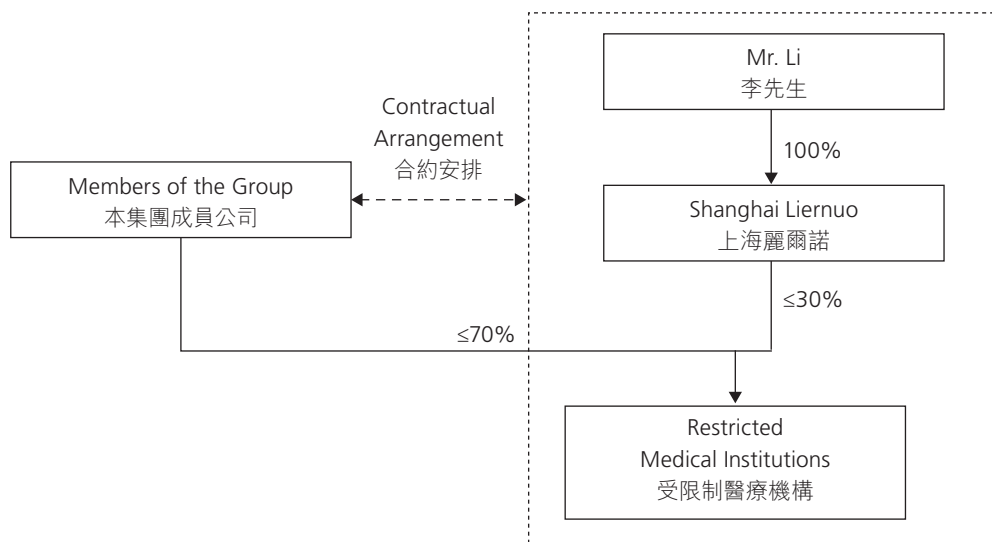 Mr. Li
李先生
Contractual
Arrangement
合約安排
100%
Members of the Group
本集團成員公司
Shanghai Liernuo
上海麗爾諾
≤30%
≤70%
Restricted
Medical Institutions
受限制醫療機構